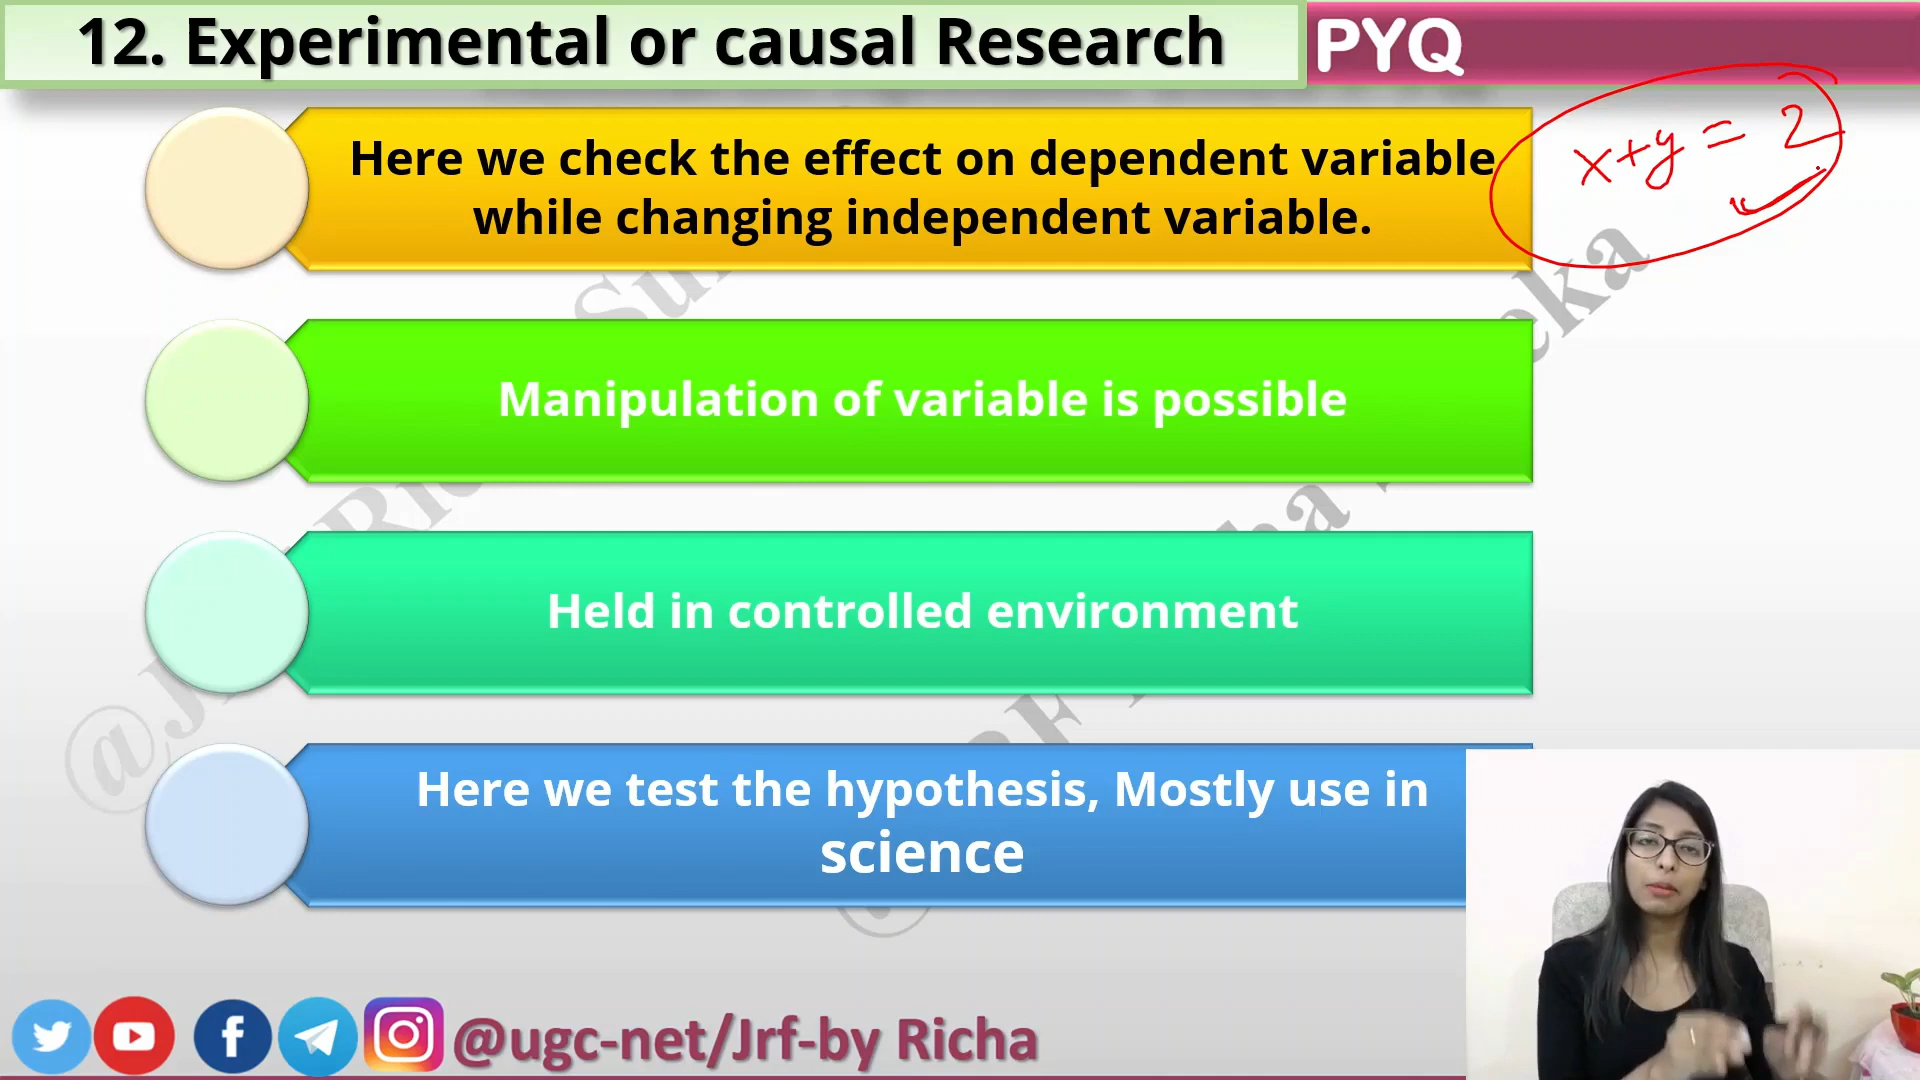 12. Experimental or causal Research
PYQ
x+y = 2
Here we check the effect on dependent variable
while changing independent variable.
Manipulation of variable is possible
Held in controlled environment
Here we test the hypothesis, Mostly use in
science
@ugc-net/Jrf-by Richa